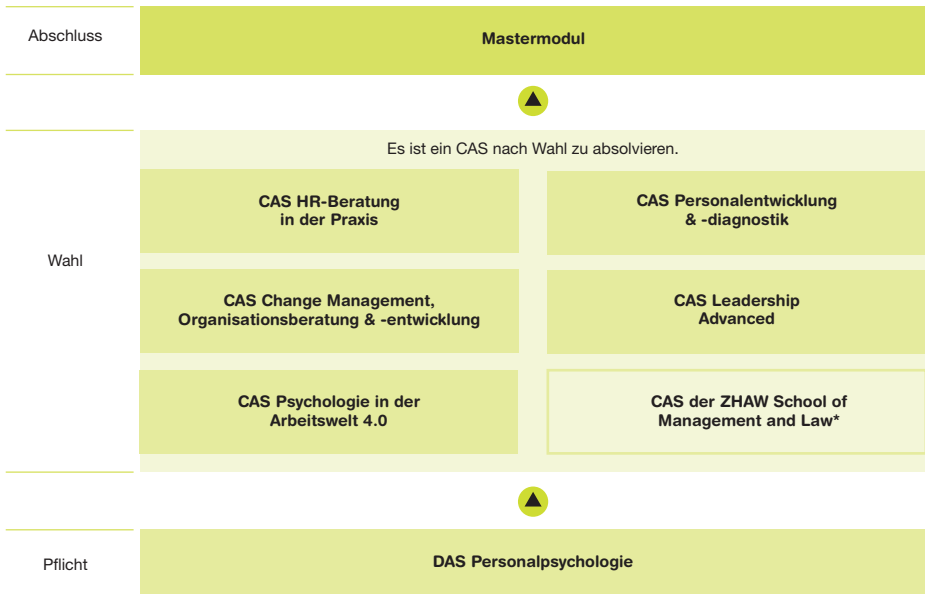 Abschluss
Mastermodul
Es ist ein CAS nach Wahl zu absolvieren.
CAS HR-Beratung
in der Praxis
CAS Personalentwicklung
& -diagnostik
Wahl
CAS Change Management,
Organisationsberatung & -entwicklung
CAS Leadership
Advanced
CAS Psychologie in der
Arbeitswelt 4.0
CAS der ZHAW School of
Management and Law*
Pflicht
DAS Personalpsychologie